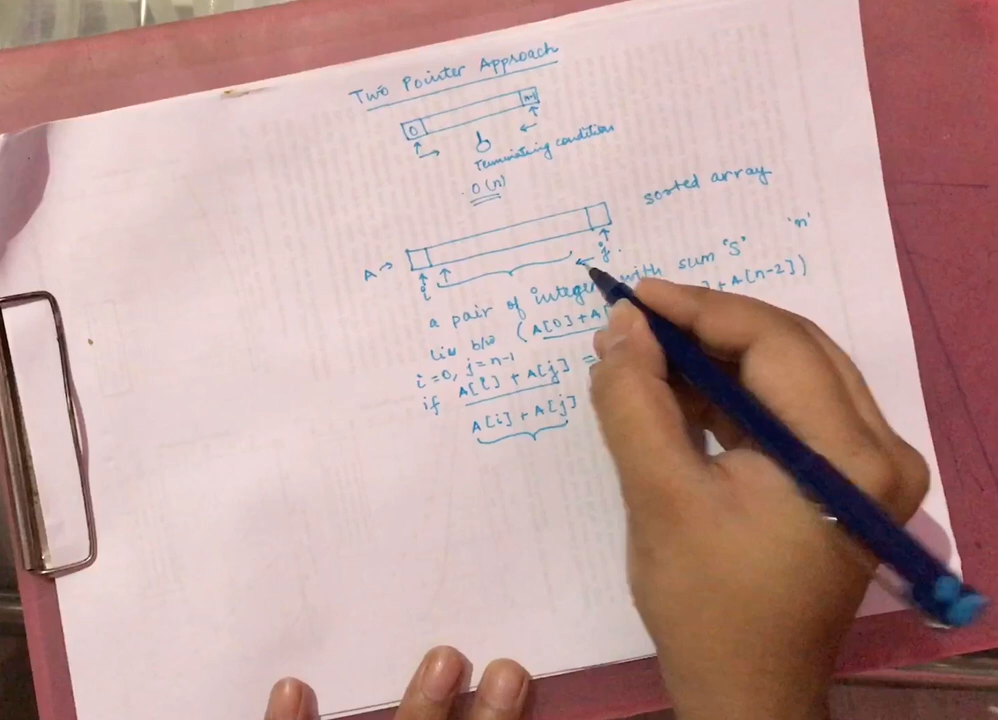 Two Pointer Approach
0 n-1
Terminating condition
O(n)
sorted array
A →
i j
a pair of integers with sum 'S' 'n'
lies b/w (A[0] + A[ ] + A[n-2])
i=0, j=n-1
if A[i] + A[j] =
A[i] + A[j]